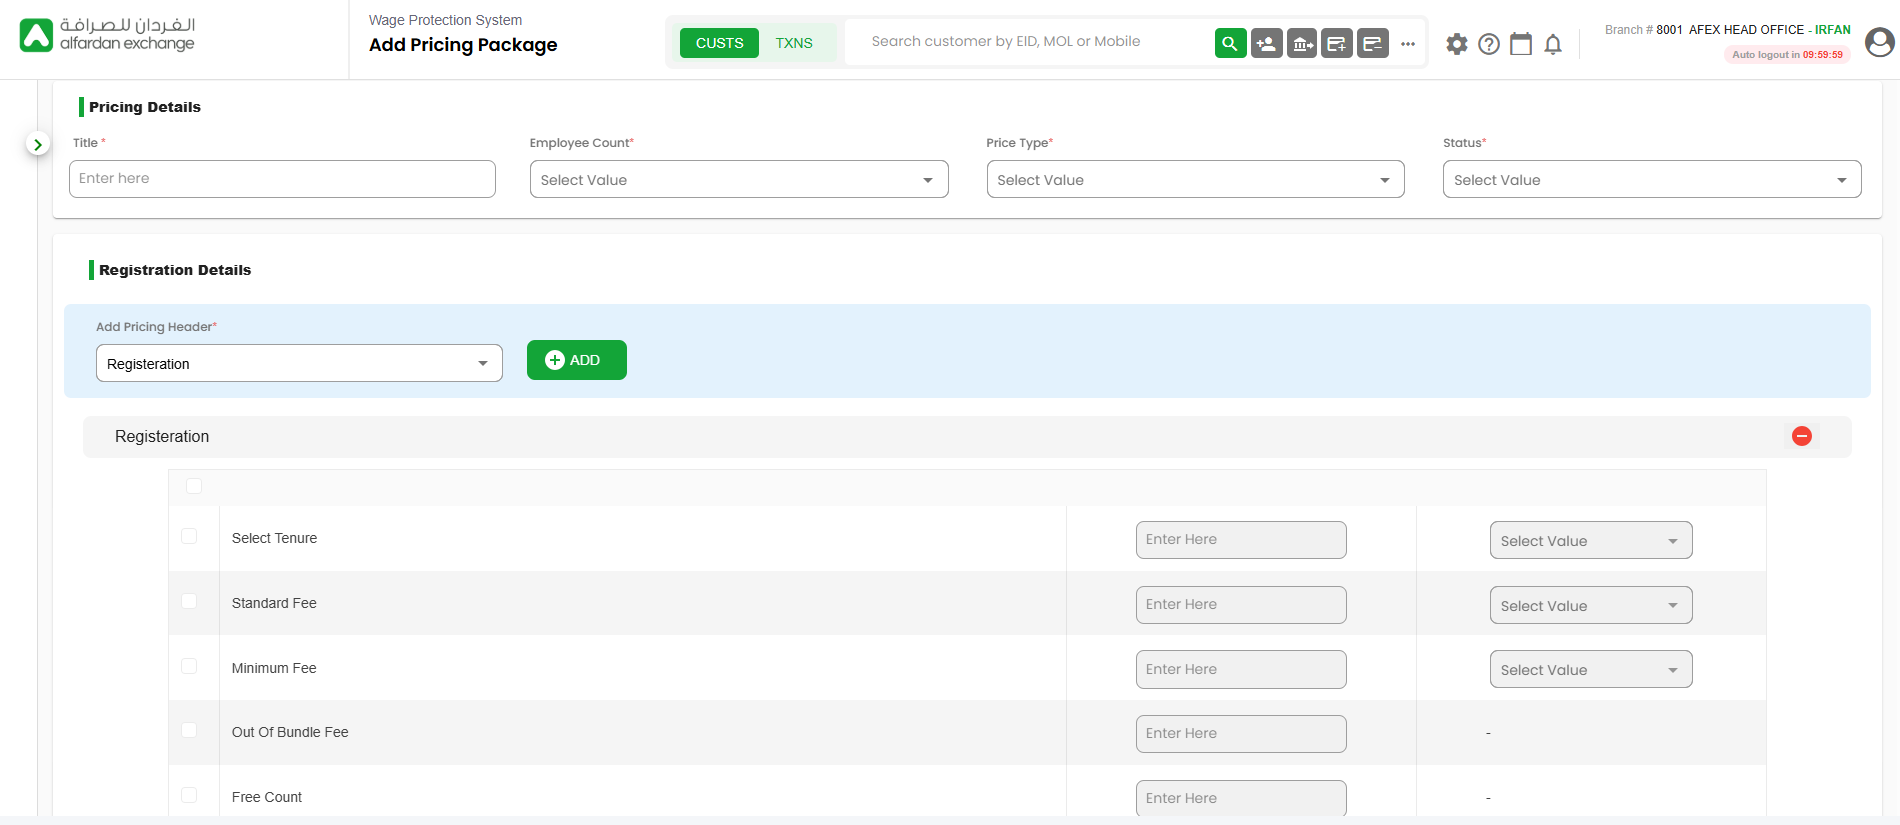 الفردان للصرافة
alfardan exchange
Wage Protection System
Add Pricing Package
CUSTS
TXNS
Search customer by EID, MOL or Mobile
Branch # 8001 AFEX HEAD OFFICE - IRFAN
Auto logout in 09:59:59
Pricing Details
Title *
Employee Count*
Price Type*
Status*
Enter here
Select Value
Select Value
Select Value
Registration Details
Add Pricing Header*
Registeration
ADD
Registeration
Select Tenure
Enter Here
Select Value
Standard Fee
Enter Here
Select Value
Minimum Fee
Enter Here
Select Value
Out Of Bundle Fee
Enter Here
-
Free Count
Enter Here
-